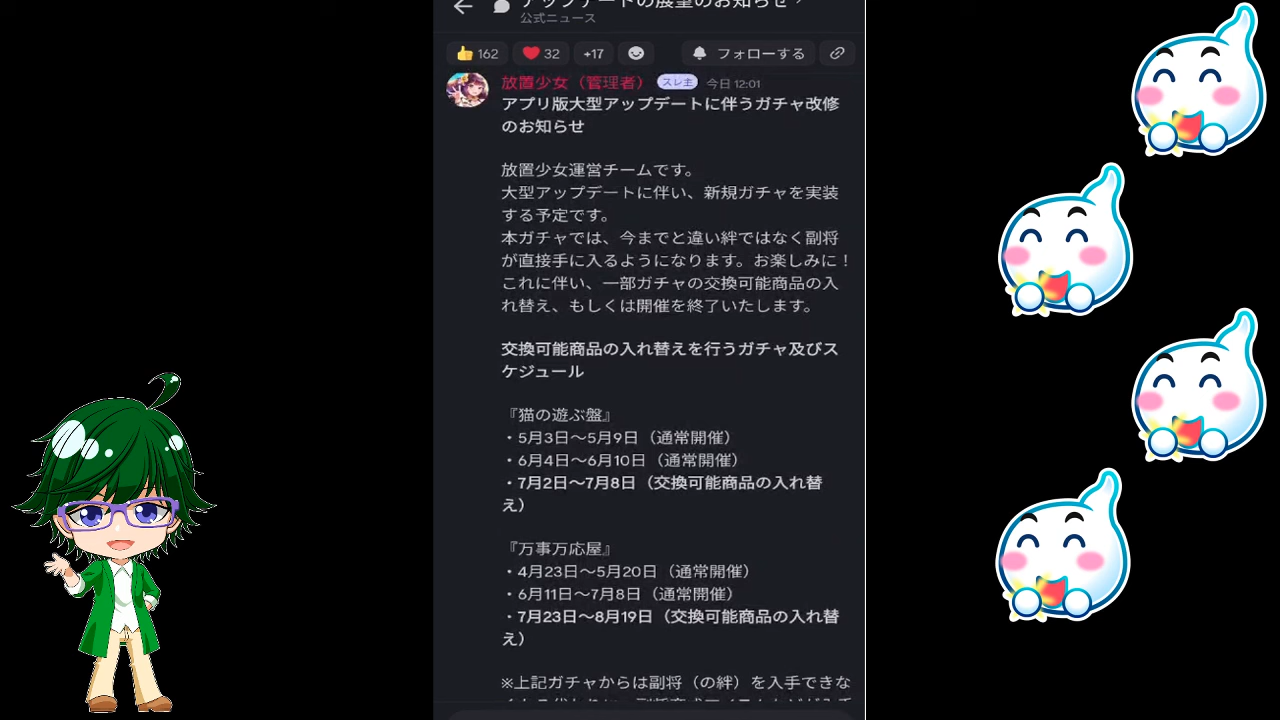 アップデートの展望のお知らせ
公式ニュース
162 32 +17 フォローする
放置少女（管理者） スレ主 今日 12:01
アプリ版大型アップデートに伴うガチャ改修
のお知らせ
放置少女運営チームです。
大型アップデートに伴い、新規ガチャを実装
する予定です。
本ガチャでは、今までと違い絆ではなく副将
が直接手に入るようになります。お楽しみに！
これに伴い、一部ガチャの交換可能商品の入
れ替え、もしくは開催を終了いたします。
交換可能商品の入れ替えを行うガチャ及びス
ケジュール
『猫の遊ぶ盤』
・5月3日〜5月9日（通常開催）
・6月4日〜6月10日（通常開催）
・7月2日〜7月8日（交換可能商品の入れ替
え）
『万事万応屋』
・4月23日〜5月20日（通常開催）
・6月11日〜7月8日（通常開催）
・7月23日〜8月19日（交換可能商品の入れ替
え）
※上記ガチャからは副将（の絆）を入手できな